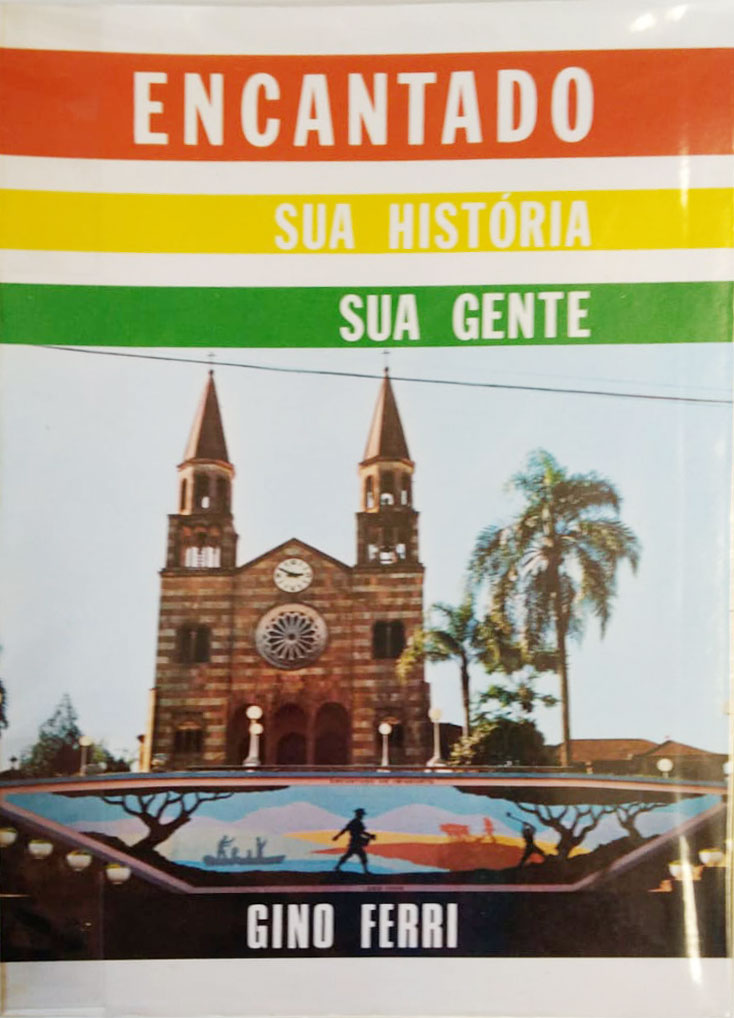 ENCANTADO
SUA HISTÓRIA
SUA GENTE
GINO FERRI